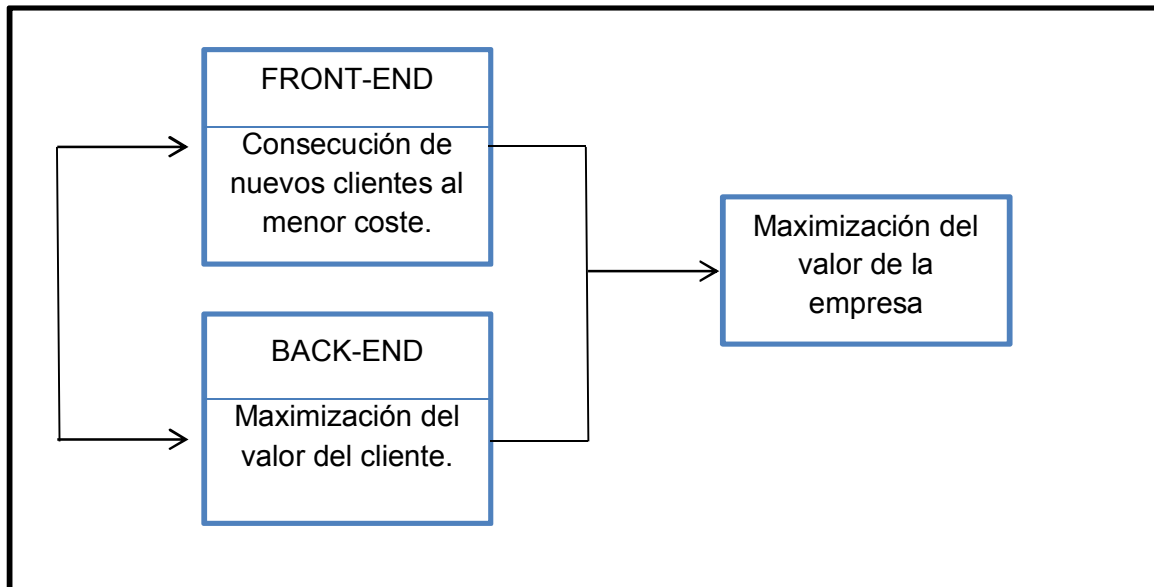 FRONT-END
Consecución de
nuevos clientes al
menor coste.
BACK-END
Maximización del
valor del cliente.
Maximización del
valor de la
empresa